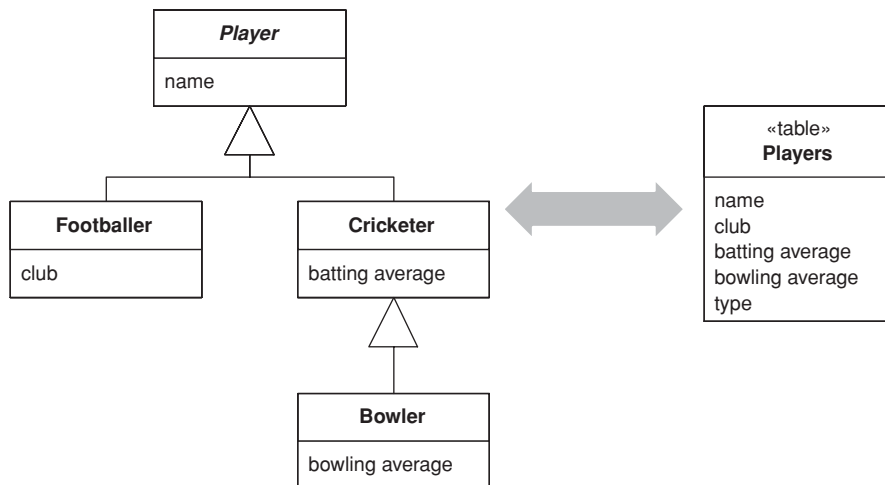 Player
name
Footballer
club
Cricketer
batting average
Bowler
bowling average
«table»
Players
name
club
batting average
bowling average
type